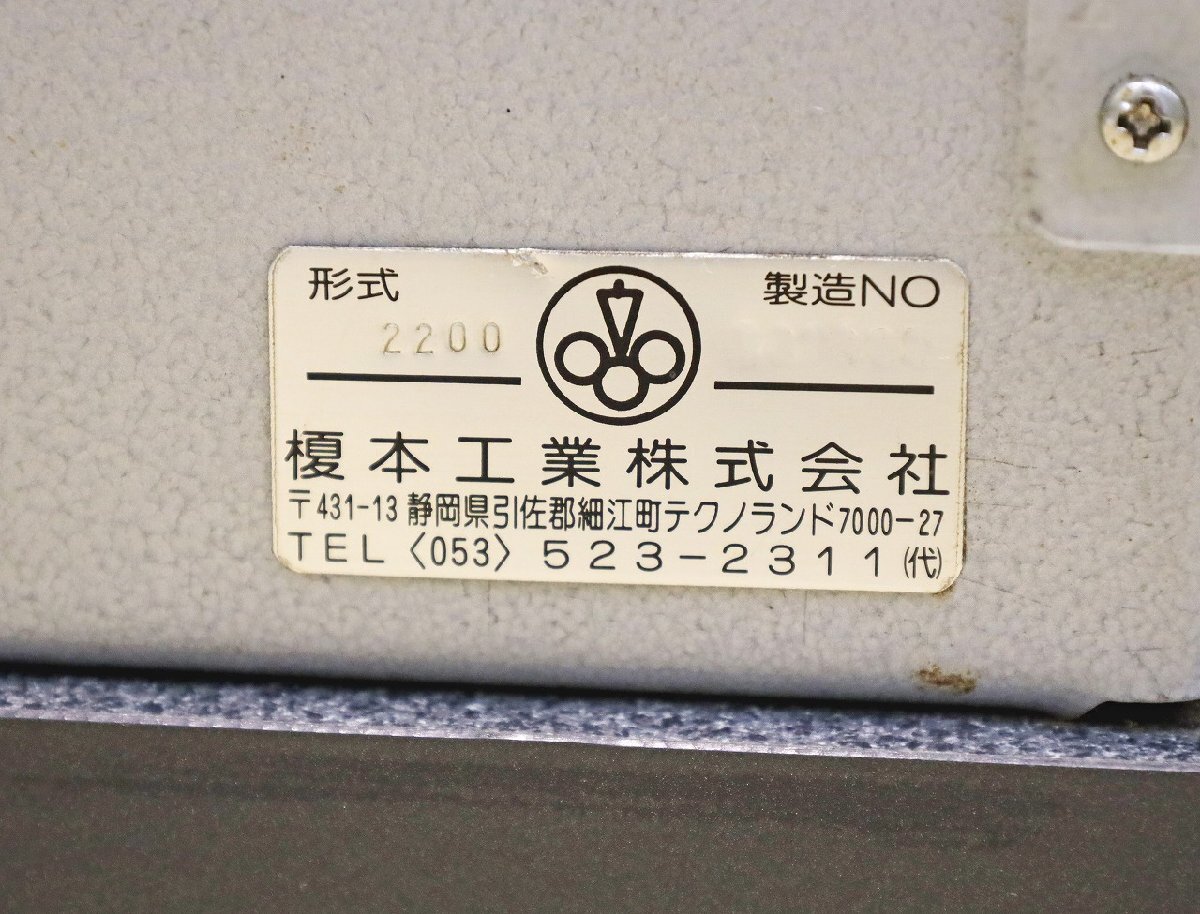 形式 製造NO
2200
榎本工業株式会社
〒431-13 静岡県引佐郡細江町テクノランド7000-27
TEL〈053〉523-2311(代)